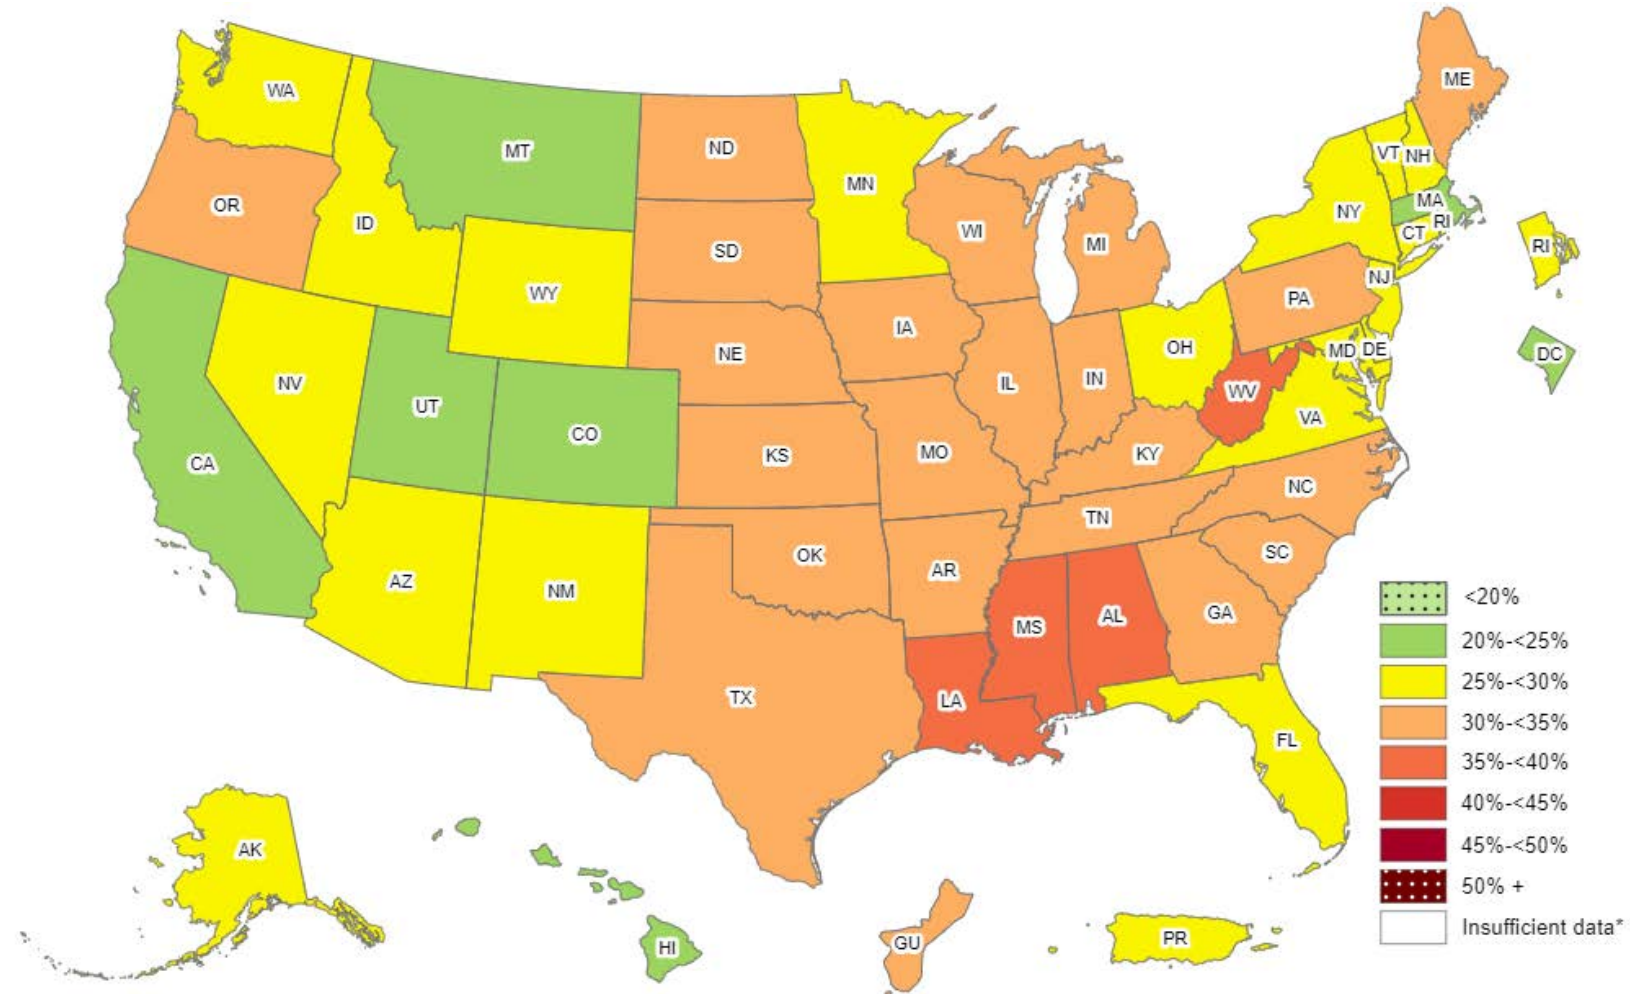 WA
ME
MT
ND
VT
NH
MN
OR
MA
ID
NY
RI
WI
CT
MI
SD
RI
NJ
WY
PA
IA
OH
MD
DE
DC
NE
NV
IL
IN
WV
UT
VA
CO
KY
MO
KS
CA
NC
TN
SC
OK
AR
AZ
NM
GA
AL
MS
TX
LA
FL
<20%
20%-<25%
25%-<30%
30%-<35%
35%-<40%
40%-<45%
45%-<50%
50% +
Insufficient data*
AK
HI
GU
PR